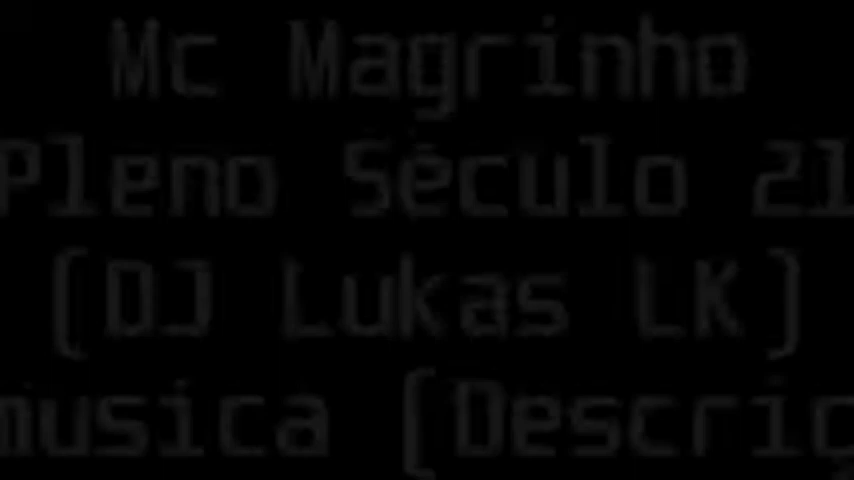 Mc Magrinho
Pleno Século 21
(DJ Lukas LK)
musica (Descriç